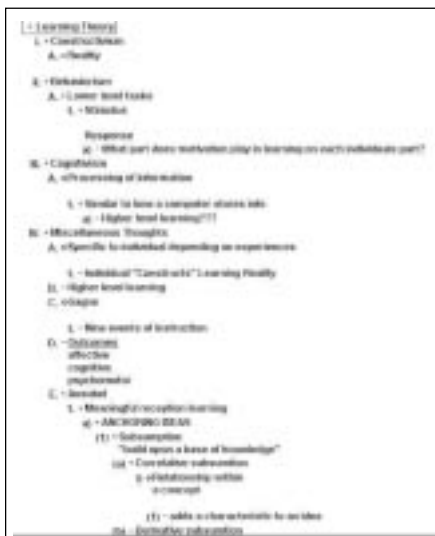 [- Learning Theory]
I. - Constructivism
A. +Reality
II. - Behaviorism
A. - Lower level tasks
1. - Stimulus
Response
a) - What part does motivation play in learning on each individuals part?
III. - Cognitivism
A. +Processing of information
1. - Similar to how a computer stores info
a) - Higher level learning???
IV. - Miscellaneous Thoughts
A. +Specific to individual depending on experiences
1. - Individual "Constructs" Learning Reality
B. - Higher level learning
C. +Gagne
1. - Nine events of instruction
D. - Outcomes
affective
cognitive
psychomotor
E. - Ausubel
1. - Meaningful reception learning
a) - ANCHORING IDEAS
(1) - Subsumption
"build upon a base of knowledge"
(a) - Correlative subsumption
+Relationship within
a concept
(1) - adds a characteristic to an idea
(b) - Derivative subsumption